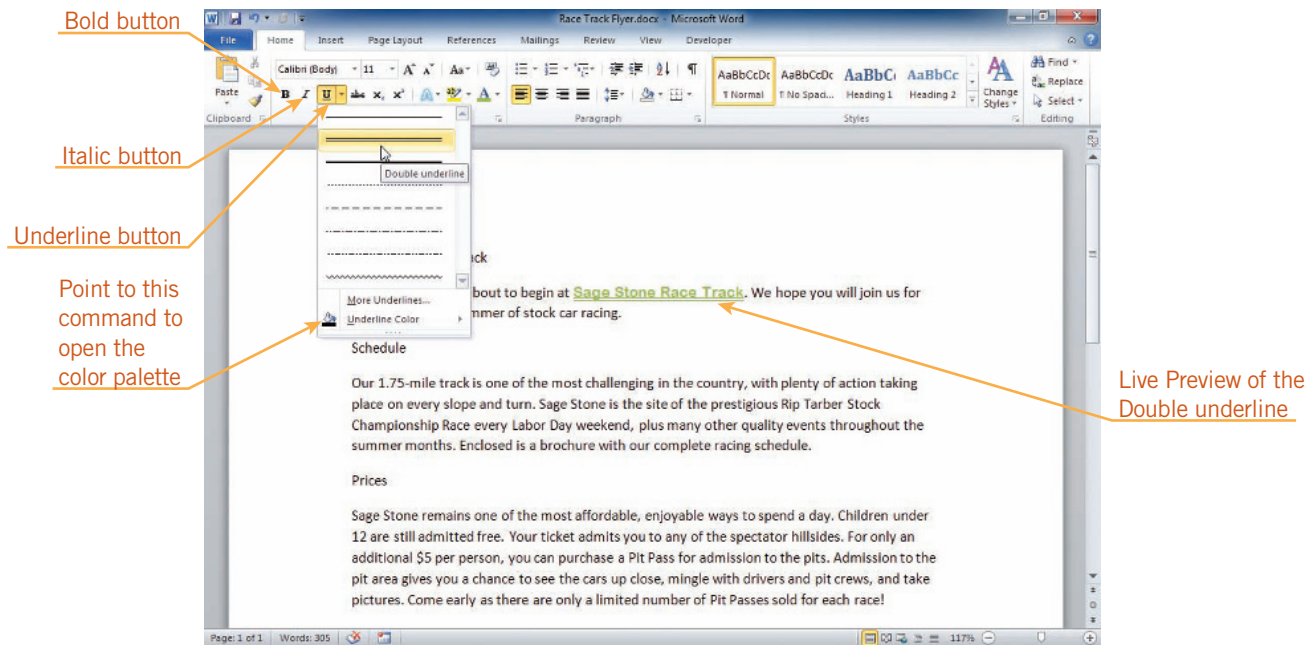 Bold button
Italic button
Underline button
Point to this
command to
open the
color palette
Live Preview of the
Double underline
Race Track Flyer.docx - Microsoft Word
File Home Insert Page Layout References Mailings Review View Developer
Calibri (Body) 11 A A Aa
Paste
B I U abc x, x² A ab A
AaBbCcDc AaBbCcDc AaBbC AaBbCc
¶ Normal ¶ No Spaci... Heading 1 Heading 2
Change
Styles
Find
Replace
Select
Clipboard Paragraph Styles Editing
Double underline
More Underlines...
Underline Color
ack
bout to begin at Sage Stone Race Track. We hope you will join us for
mmer of stock car racing.
Schedule
Our 1.75-mile track is one of the most challenging in the country, with plenty of action taking
place on every slope and turn. Sage Stone is the site of the prestigious Rip Tarber Stock
Championship Race every Labor Day weekend, plus many other quality events throughout the
summer months. Enclosed is a brochure with our complete racing schedule.
Prices
Sage Stone remains one of the most affordable, enjoyable ways to spend a day. Children under
12 are still admitted free. Your ticket admits you to any of the spectator hillsides. For only an
additional $5 per person, you can purchase a Pit Pass for admission to the pits. Admission to the
pit area gives you a chance to see the cars up close, mingle with drivers and pit crews, and take
pictures. Come early as there are only a limited number of Pit Passes sold for each race!
Page: 1 of 1 Words: 305 117%